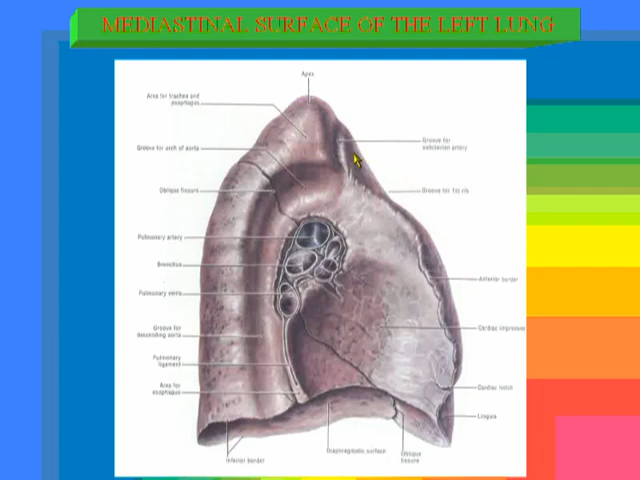 MEDIASTINAL SURFACE OF THE LEFT LUNG
Apex
Area for trachea and
esophagus
Groove for arch of aorta
Oblique fissure
Pulmonary artery
Bronchus
Pulmonary veins
Groove for
descending aorta
Pulmonary
ligament
Area for
esophagus
Inferior border
Groove for
subclavian artery
Groove for 1st rib
Anterior border
Cardiac impression
Cardiac notch
Lingula
Diaphragmatic surface
Oblique
fissure